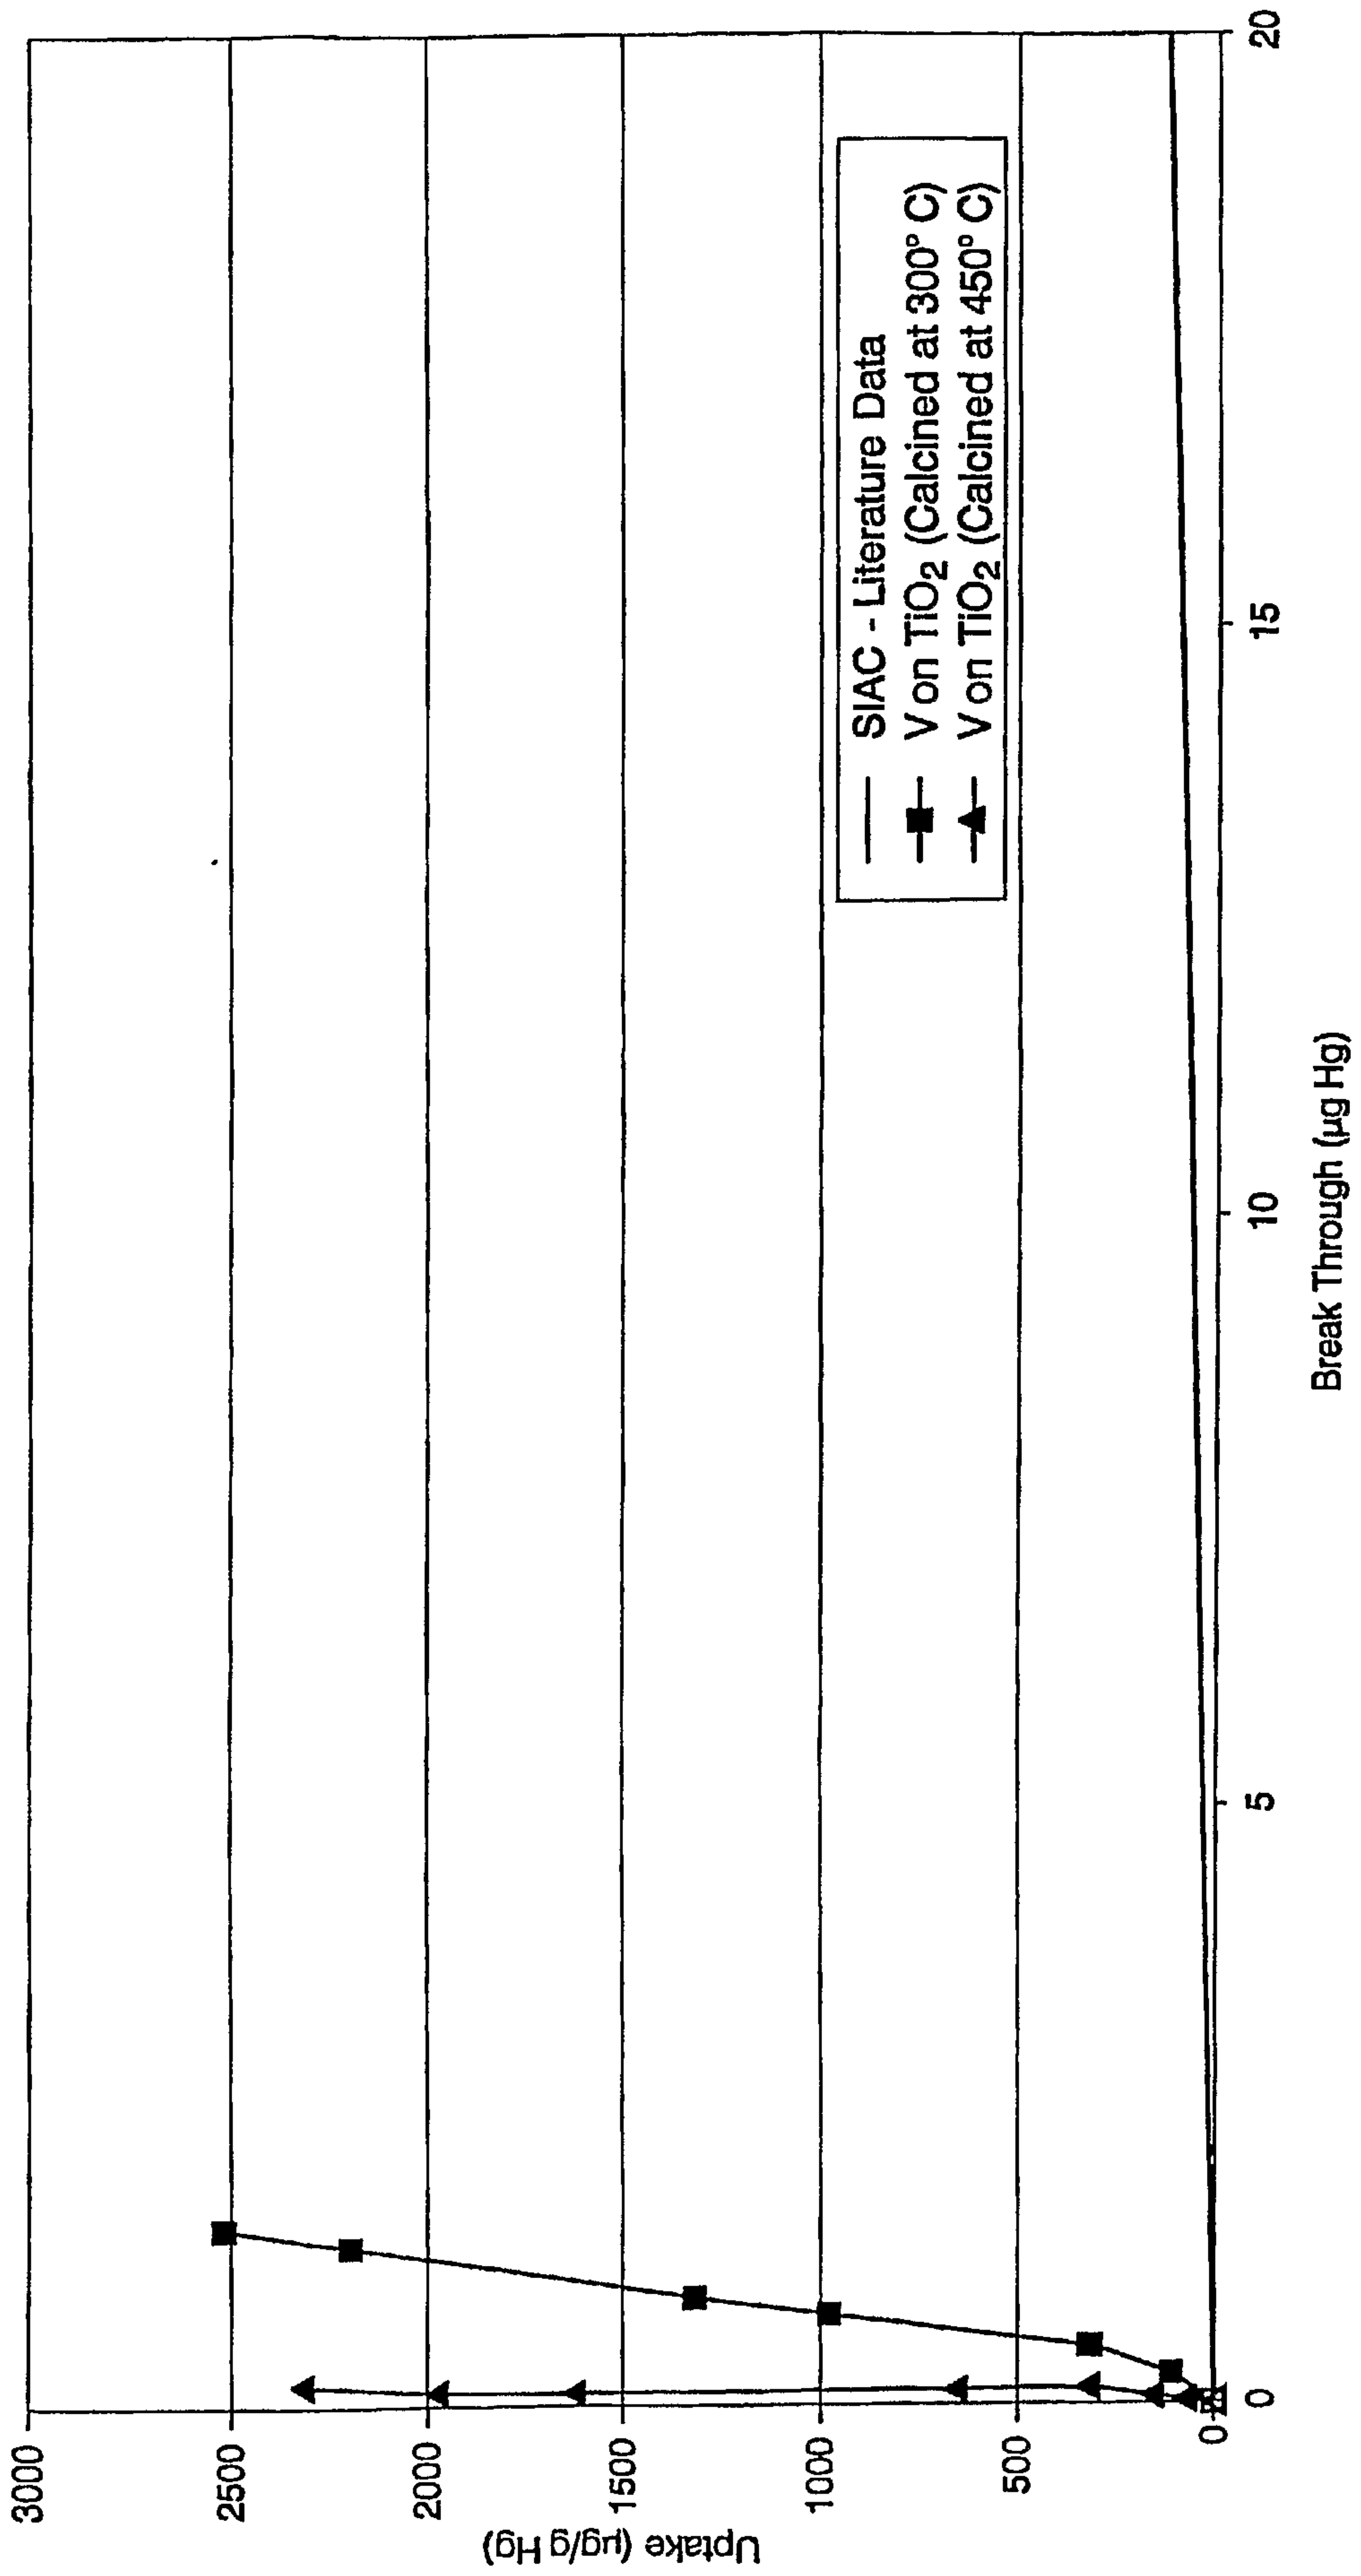 3000
2500
2000
1500
1000
500
0
Uptake (µg/g Hg)
0
5
10
15
20
Break Through (µg Hg)
SIAC - Literature Data
V on TiO2 (Calcined at 300° C)
V on TiO2 (Calcined at 450° C)